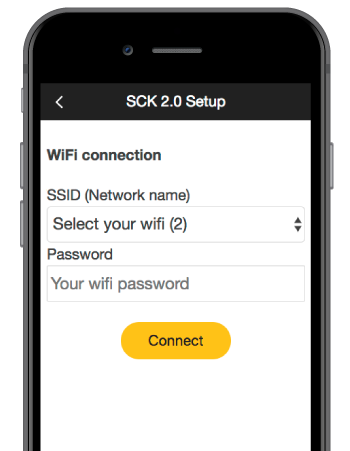 SCK 2.0 Setup
WiFi connection
SSID (Network name)
Select your wifi (2)
Password
Your wifi password
Connect